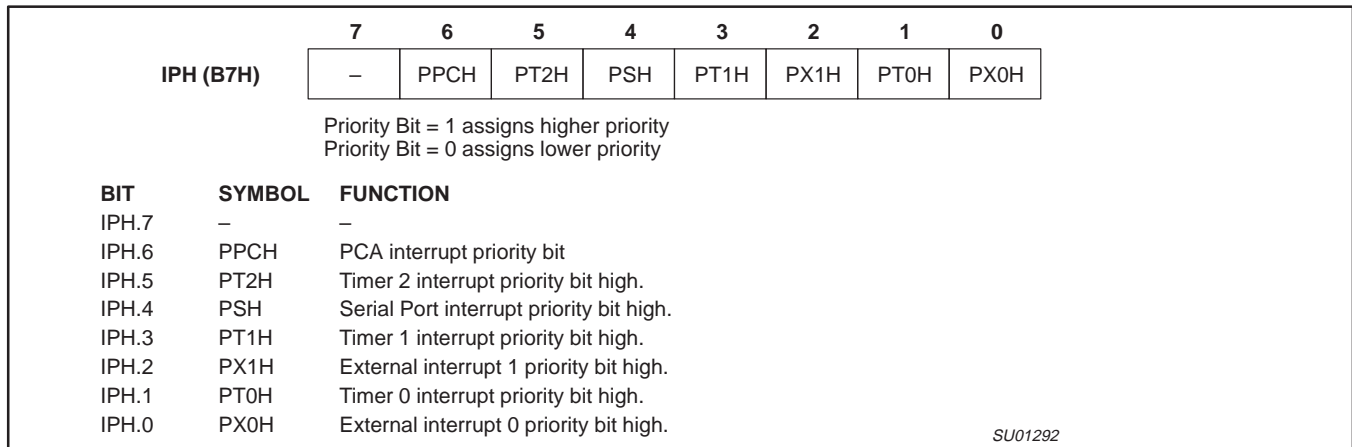 7 6 5 4 3 2 1 0
IPH (B7H) – PPCH PT2H PSH PT1H PX1H PT0H PX0H
Priority Bit = 1 assigns higher priority
Priority Bit = 0 assigns lower priority
BIT SYMBOL FUNCTION
IPH.7 – –
IPH.6 PPCH PCA interrupt priority bit
IPH.5 PT2H Timer 2 interrupt priority bit high.
IPH.4 PSH Serial Port interrupt priority bit high.
IPH.3 PT1H Timer 1 interrupt priority bit high.
IPH.2 PX1H External interrupt 1 priority bit high.
IPH.1 PT0H Timer 0 interrupt priority bit high.
IPH.0 PX0H External interrupt 0 priority bit high.
SU01292